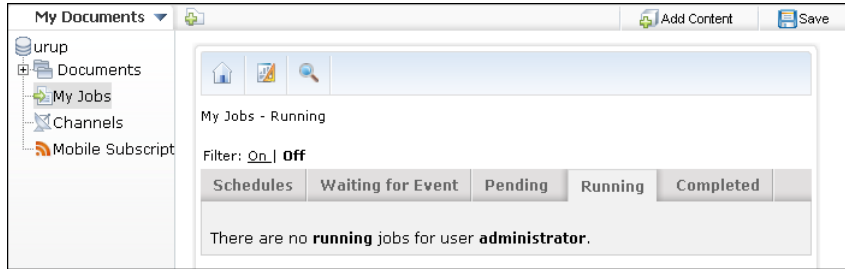 My Documents
Add Content
Save
urup
Documents
My Jobs
Channels
Mobile Subscript
My Jobs - Running
Filter: On | Off
Schedules Waiting for Event Pending Running Completed
There are no running jobs for user administrator.